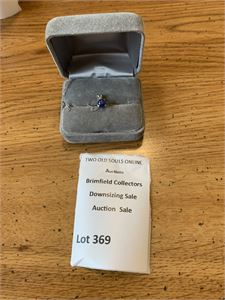 TWO OLD SOULS ONLINE
Auctions
Brimfield Collectors
Downsizing Sale
Auction Sale
Lot 369